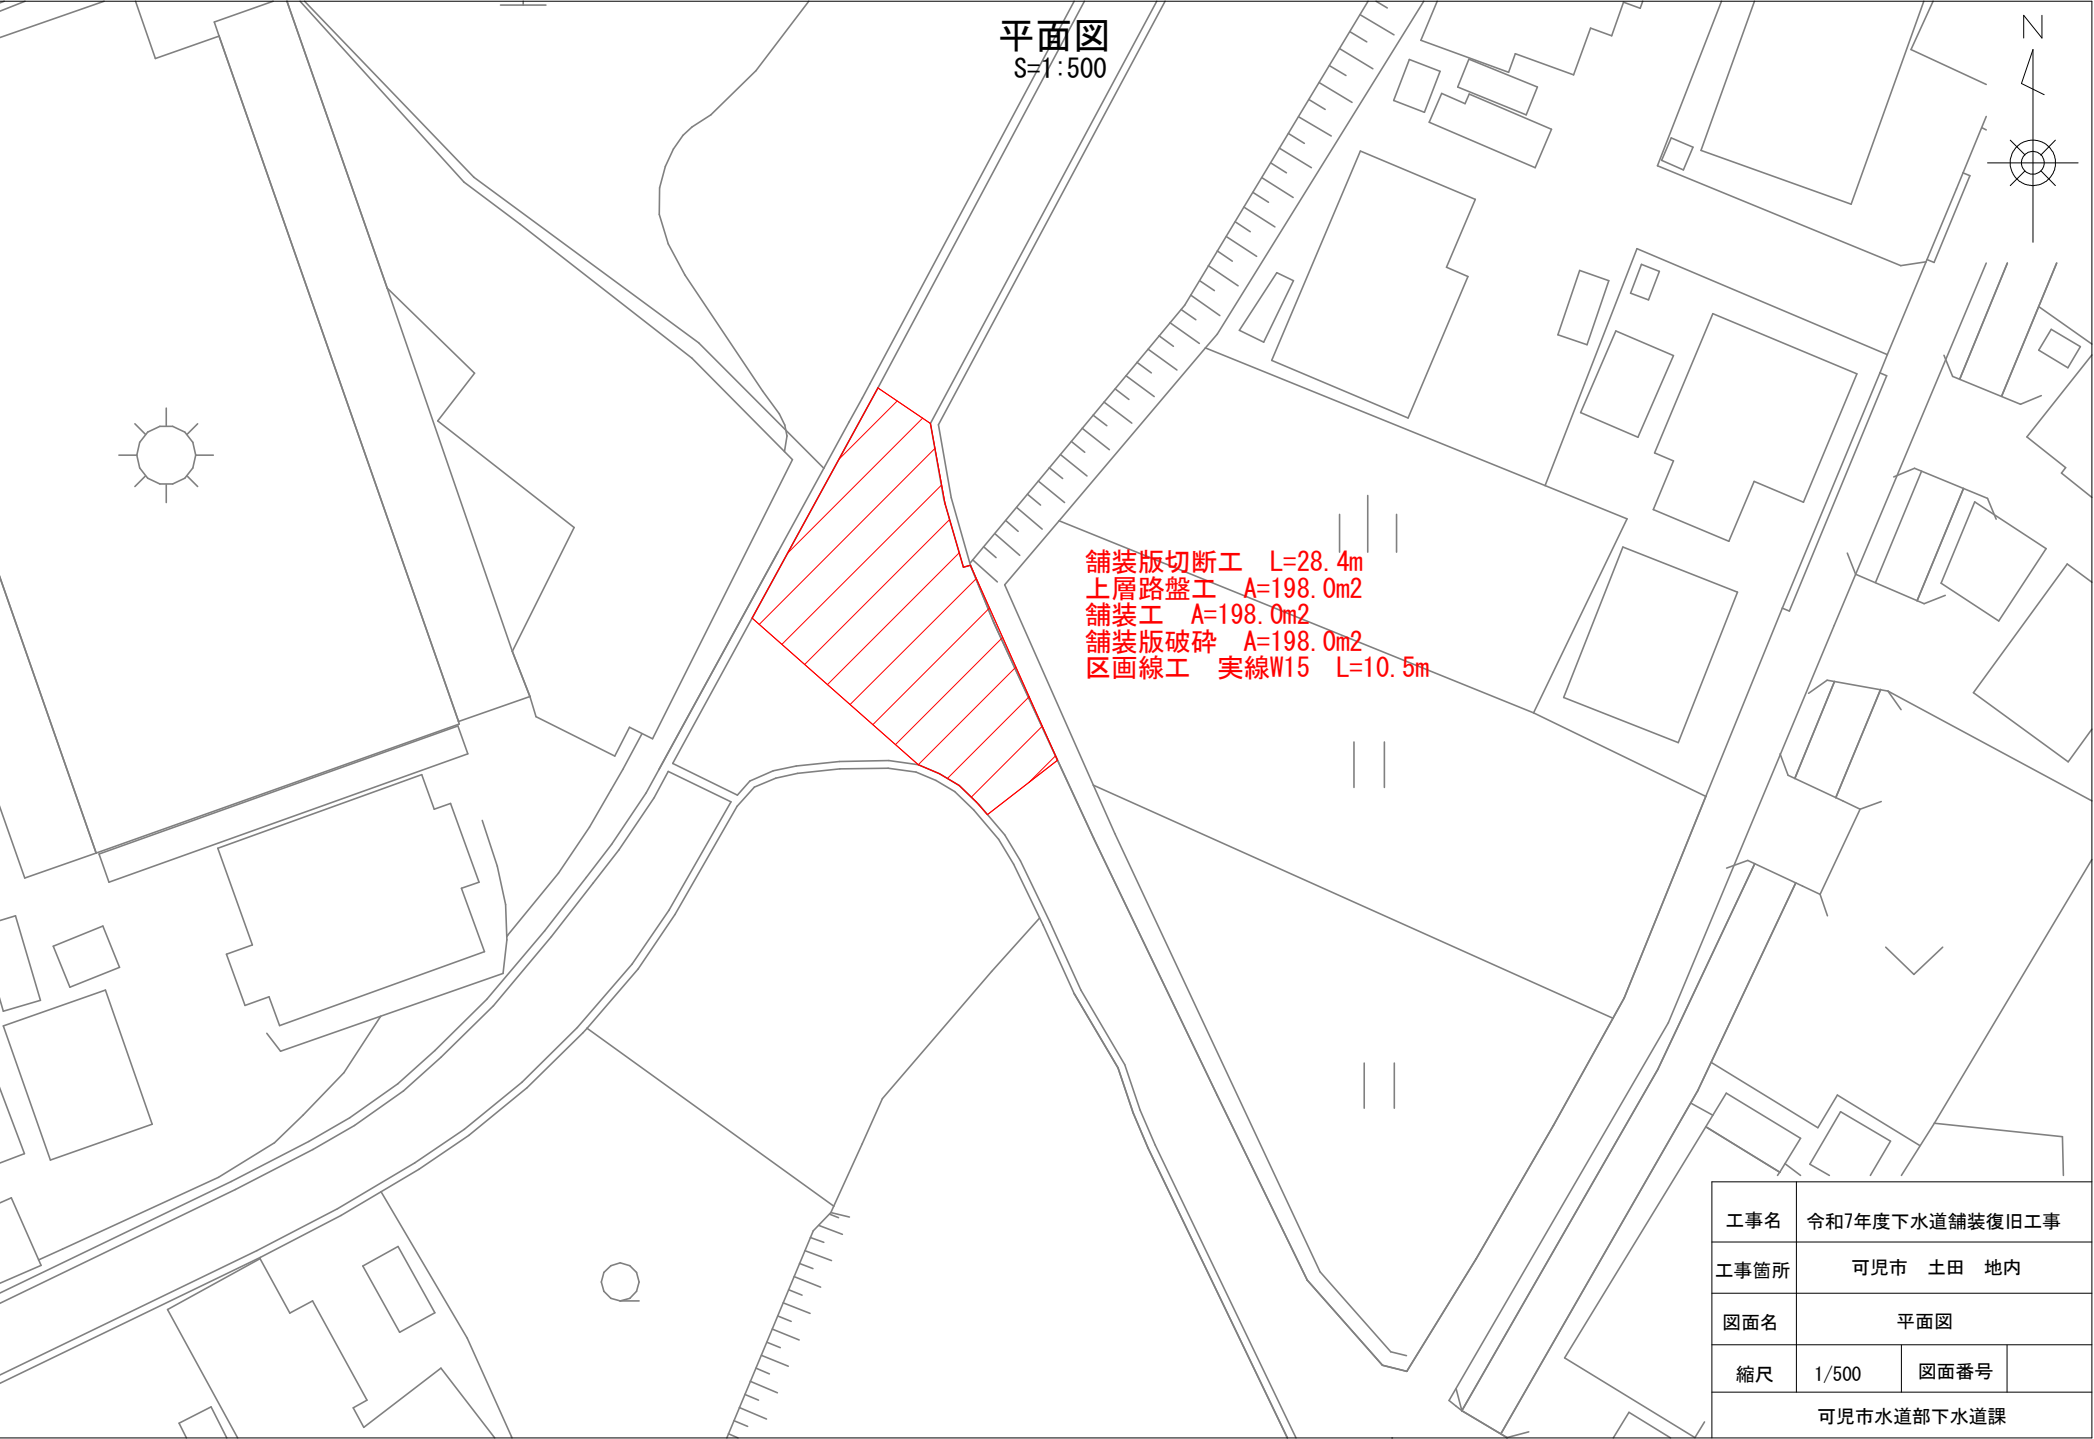 平面図
S=1:500
N
舗装版切断工　L=28.4m
上層路盤工　A=198.0m2
舗装工　A=198.0m2
舗装版破砕　A=198.0m2
区画線工　実線W15　L=10.5m
工事名　令和7年度下水道舗装復旧工事
工事箇所　可児市　土田　地内
図面名　平面図
縮尺　1/500　図面番号
可児市水道部下水道課